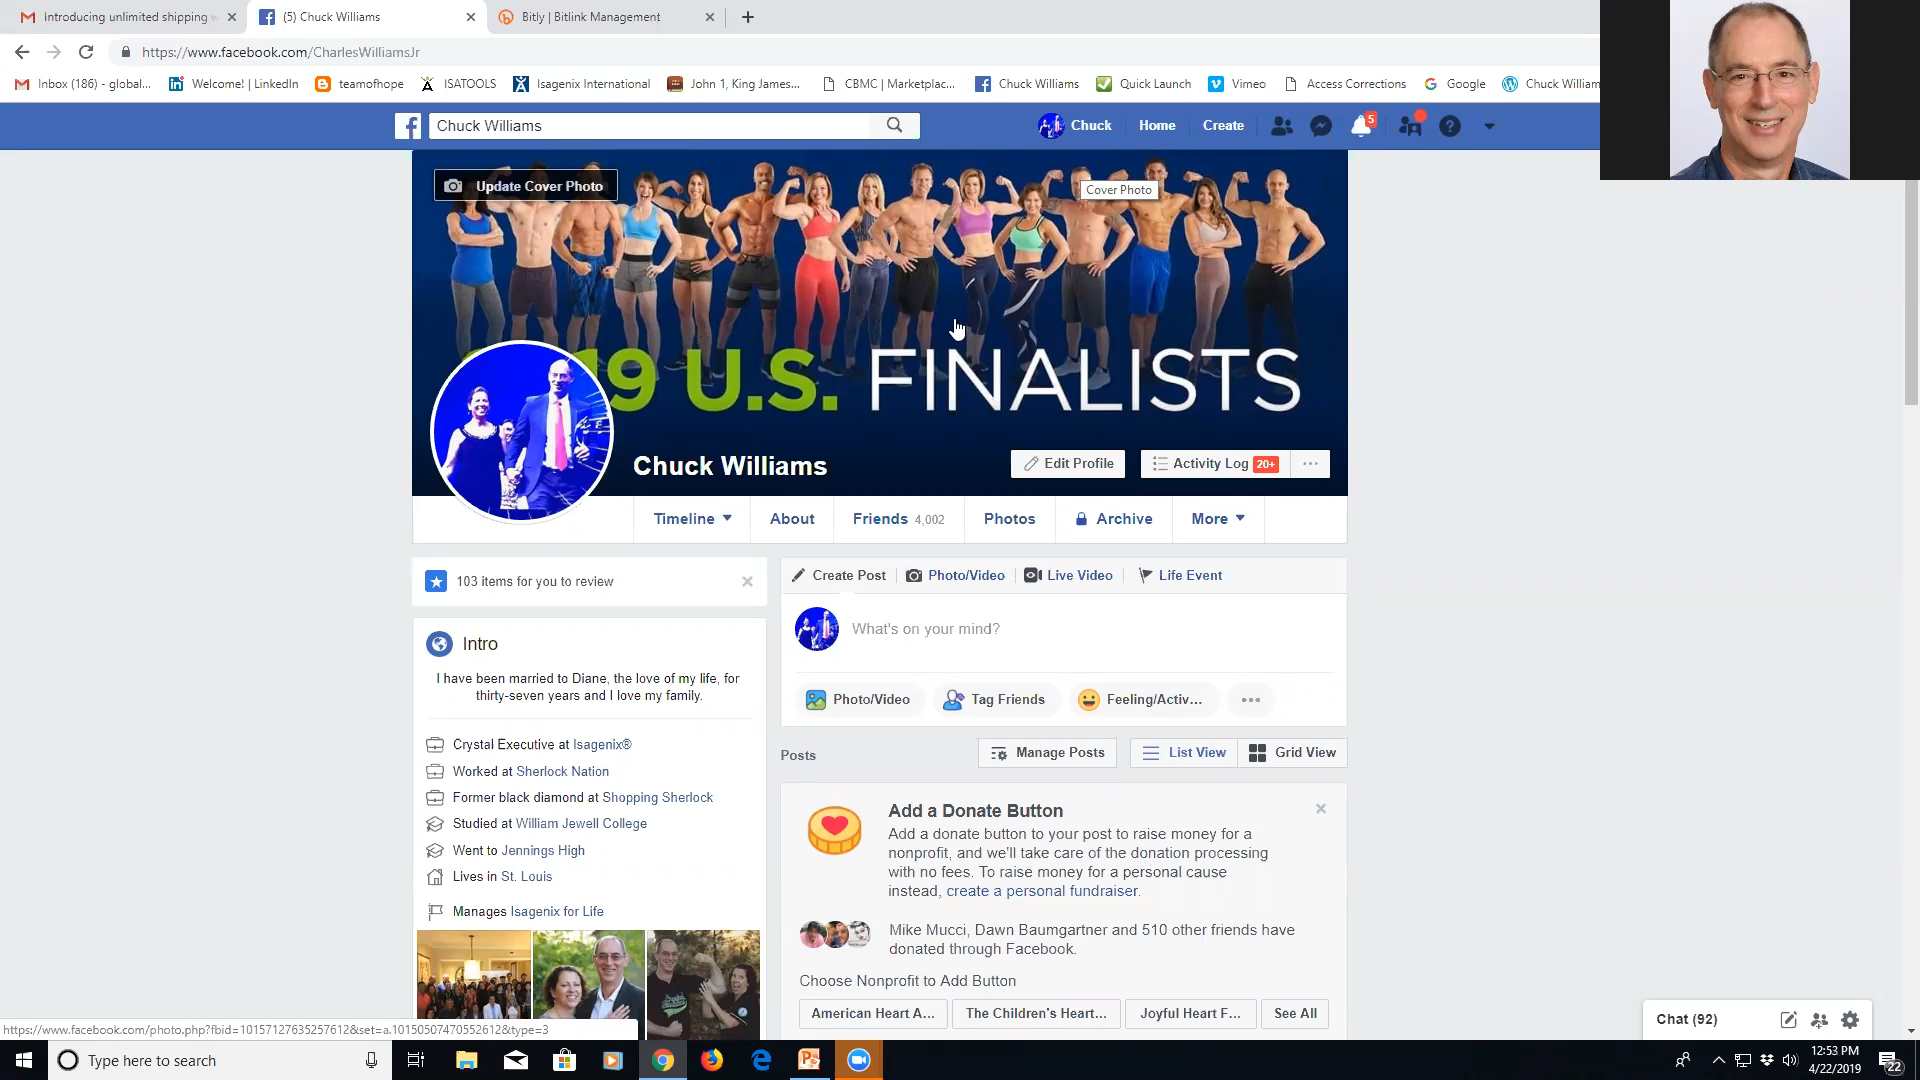 Introducing unlimited shipping
(5) Chuck Williams
Bitly | Bitlink Management
https://www.facebook.com/CharlesWilliamsJr
Inbox (186) - global...
Welcome! | LinkedIn
teamofhope
ISATOOLS
Isagenix International
John 1, King James...
CBMC | Marketplac...
Chuck Williams
Quick Launch
Vimeo
Access Corrections
Google
Chuck William
Chuck Williams
Chuck
Home
Create
5
Update Cover Photo
Cover Photo
19 U.S. FINALISTS
Chuck Williams
Edit Profile
Activity Log 20+
Timeline
About
Friends 4,002
Photos
Archive
More
103 items for you to review
Create Post
Photo/Video
Live Video
Life Event
What's on your mind?
Photo/Video
Tag Friends
Feeling/Activ...
Intro
I have been married to Diane, the love of my life, for
thirty-seven years and I love my family.
Crystal Executive at Isagenix®
Worked at Sherlock Nation
Former black diamond at Shopping Sherlock
Studied at William Jewell College
Went to Jennings High
Lives in St. Louis
Manages Isagenix for Life
Posts
Manage Posts
List View
Grid View
Add a Donate Button
Add a donate button to your post to raise money for a
nonprofit, and we'll take care of the donation processing
with no fees. To raise money for a personal cause
instead, create a personal fundraiser.
Mike Mucci, Dawn Baumgartner and 510 other friends have
donated through Facebook.
Choose Nonprofit to Add Button
American Heart A...
The Children's Heart...
Joyful Heart F...
See All
Chat (92)
https://www.facebook.com/photo.php?fbid=10157127635257612&set=a.10150507470552612&type=3
Type here to search
12:53 PM
4/22/2019
22